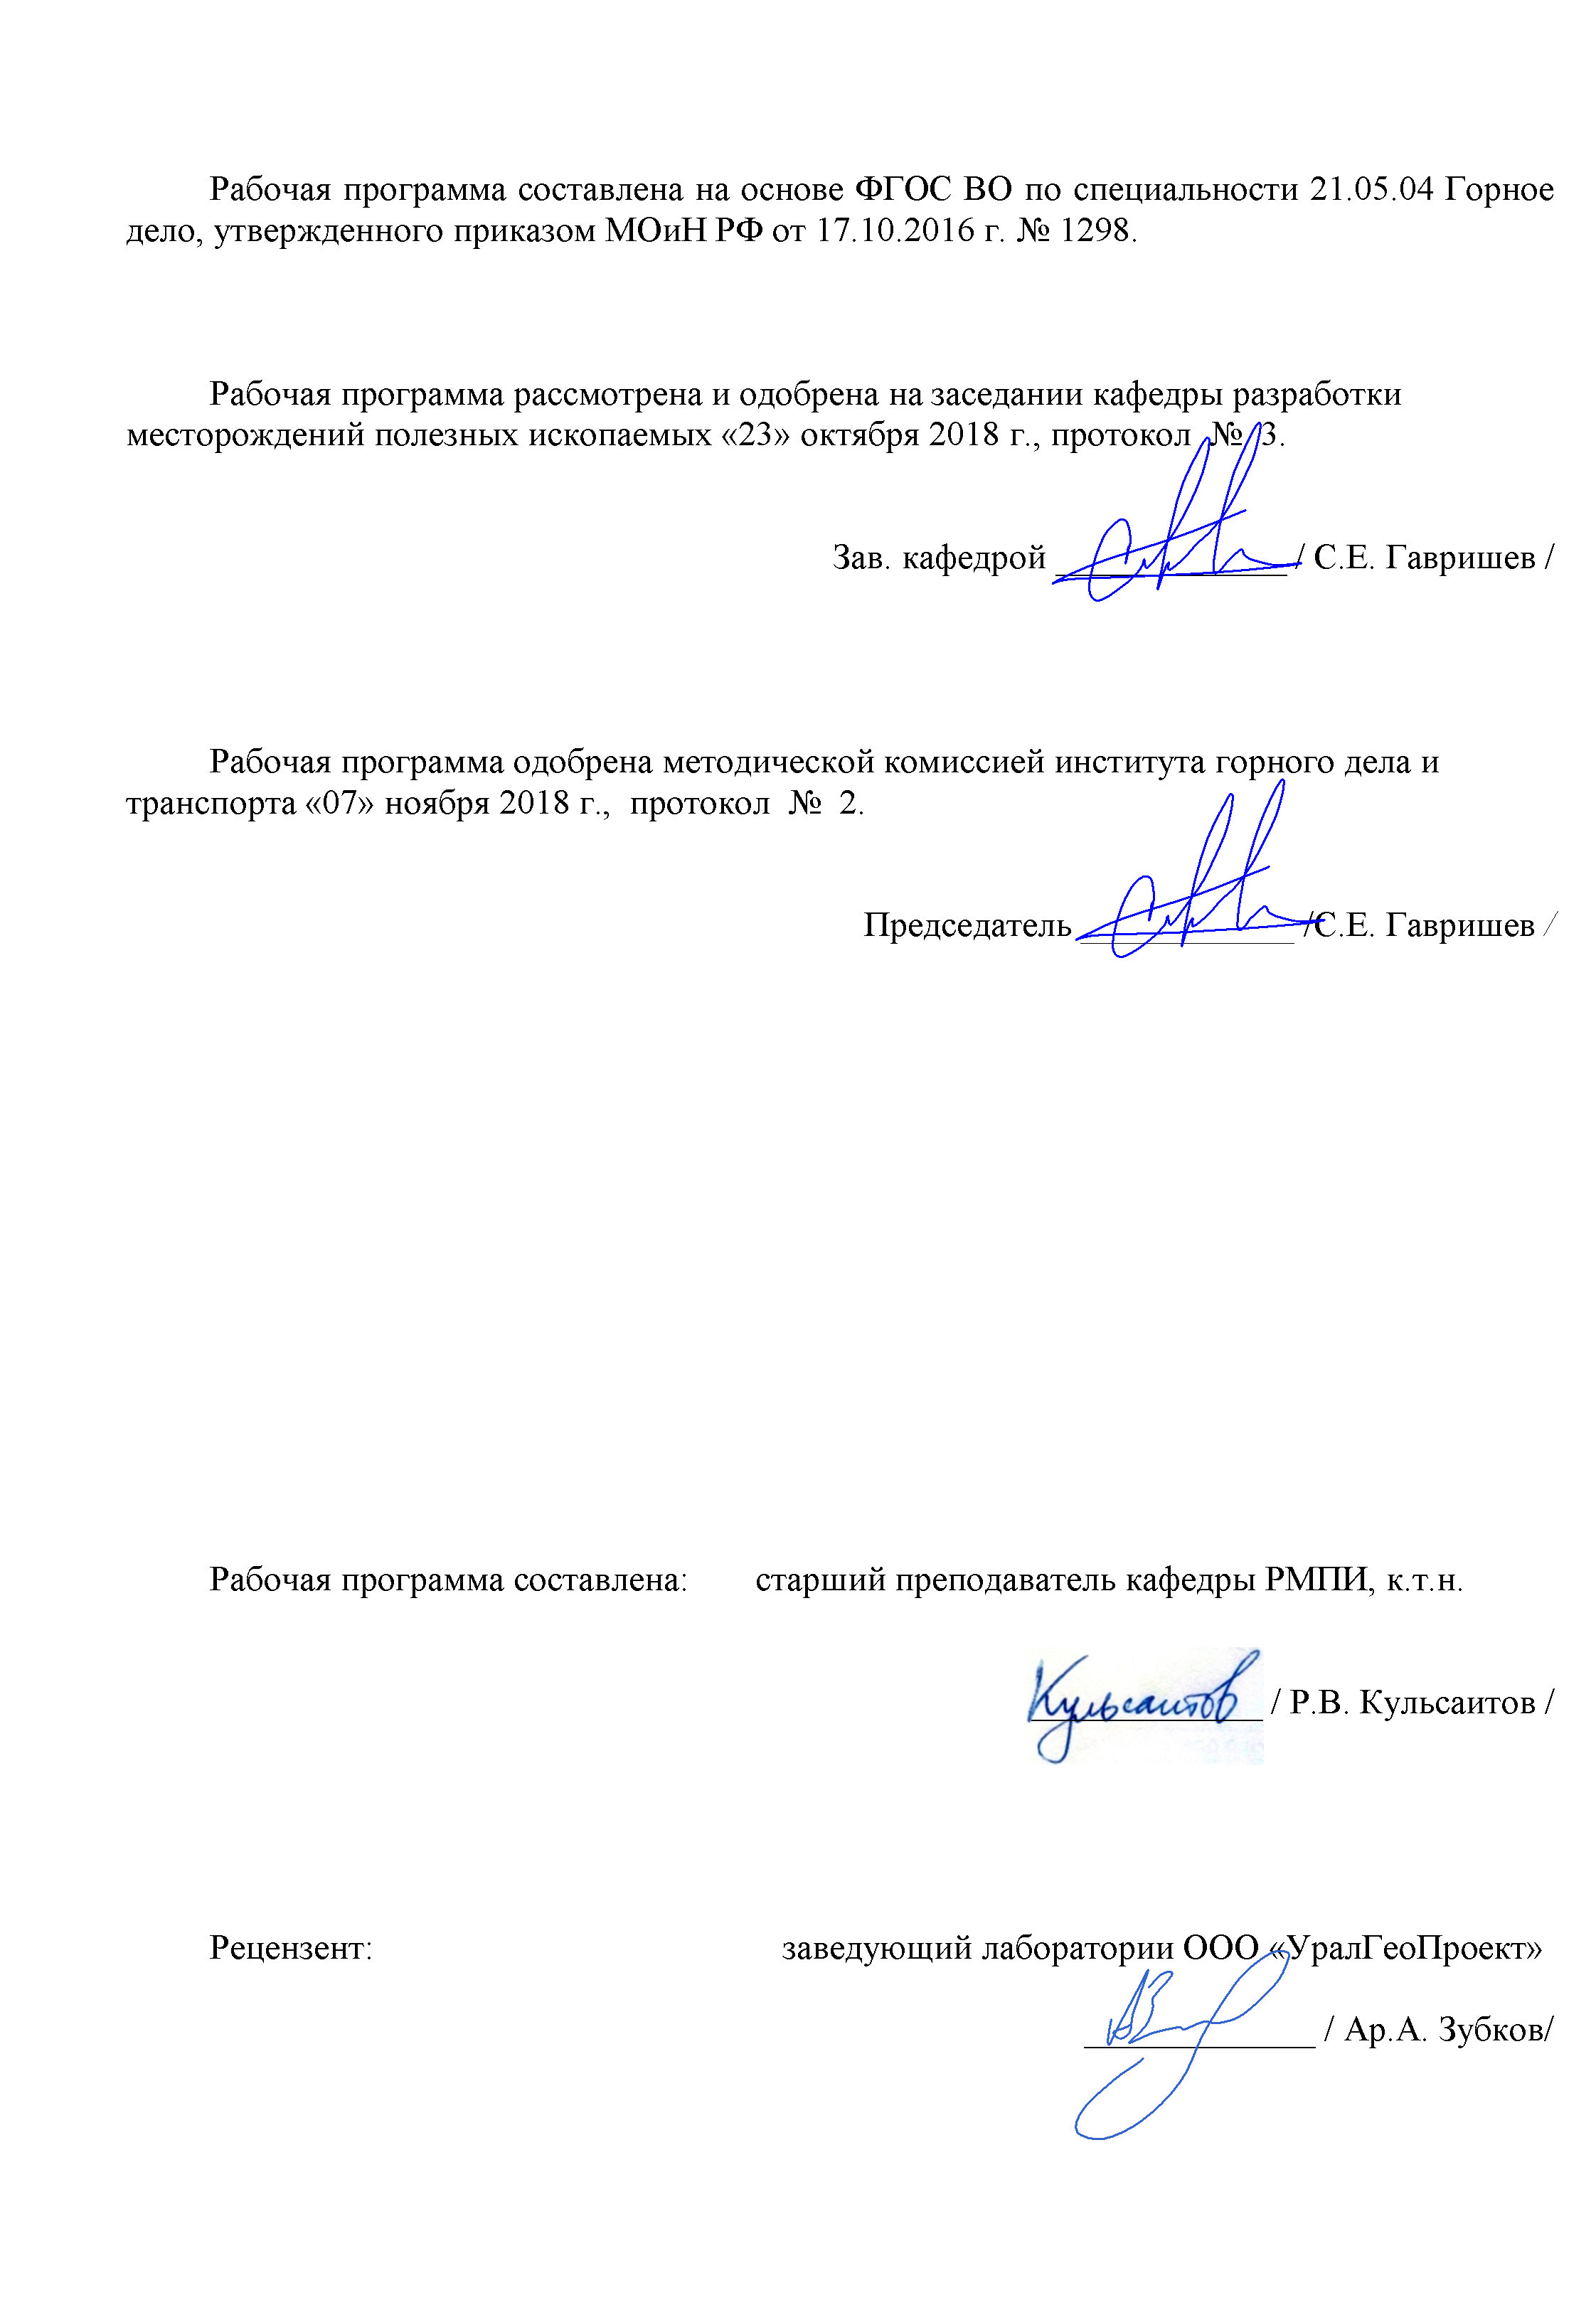 Рабочая программа составлена на основе ФГОС ВО по специальности 21.05.04 Горное
дело, утвержденного приказом МОиН РФ от 17.10.2016 г. № 1298.
Рабочая программа рассмотрена и одобрена на заседании кафедры разработки
месторождений полезных ископаемых «23» октября 2018 г., протокол № 3.
Зав. кафедрой / С.Е. Гавришев /
Рабочая программа одобрена методической комиссией института горного дела и
транспорта «07» ноября 2018 г., протокол № 2.
Председатель /С.Е. Гавришев /
Рабочая программа составлена: старший преподаватель кафедры РМПИ, к.т.н.
Кульсаитов / Р.В. Кульсаитов /
Рецензент: заведующий лаборатории ООО «УралГеоПроект»
/ Ар.А. Зубков/